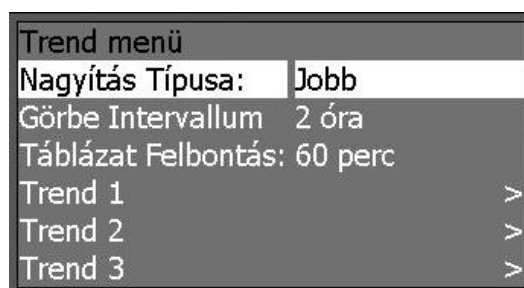 Trend menü
Nagyítás Típusa: Jobb
Görbe Intervallum 2 óra
Táblázat Felbontás: 60 perc
Trend 1 >
Trend 2 >
Trend 3 >